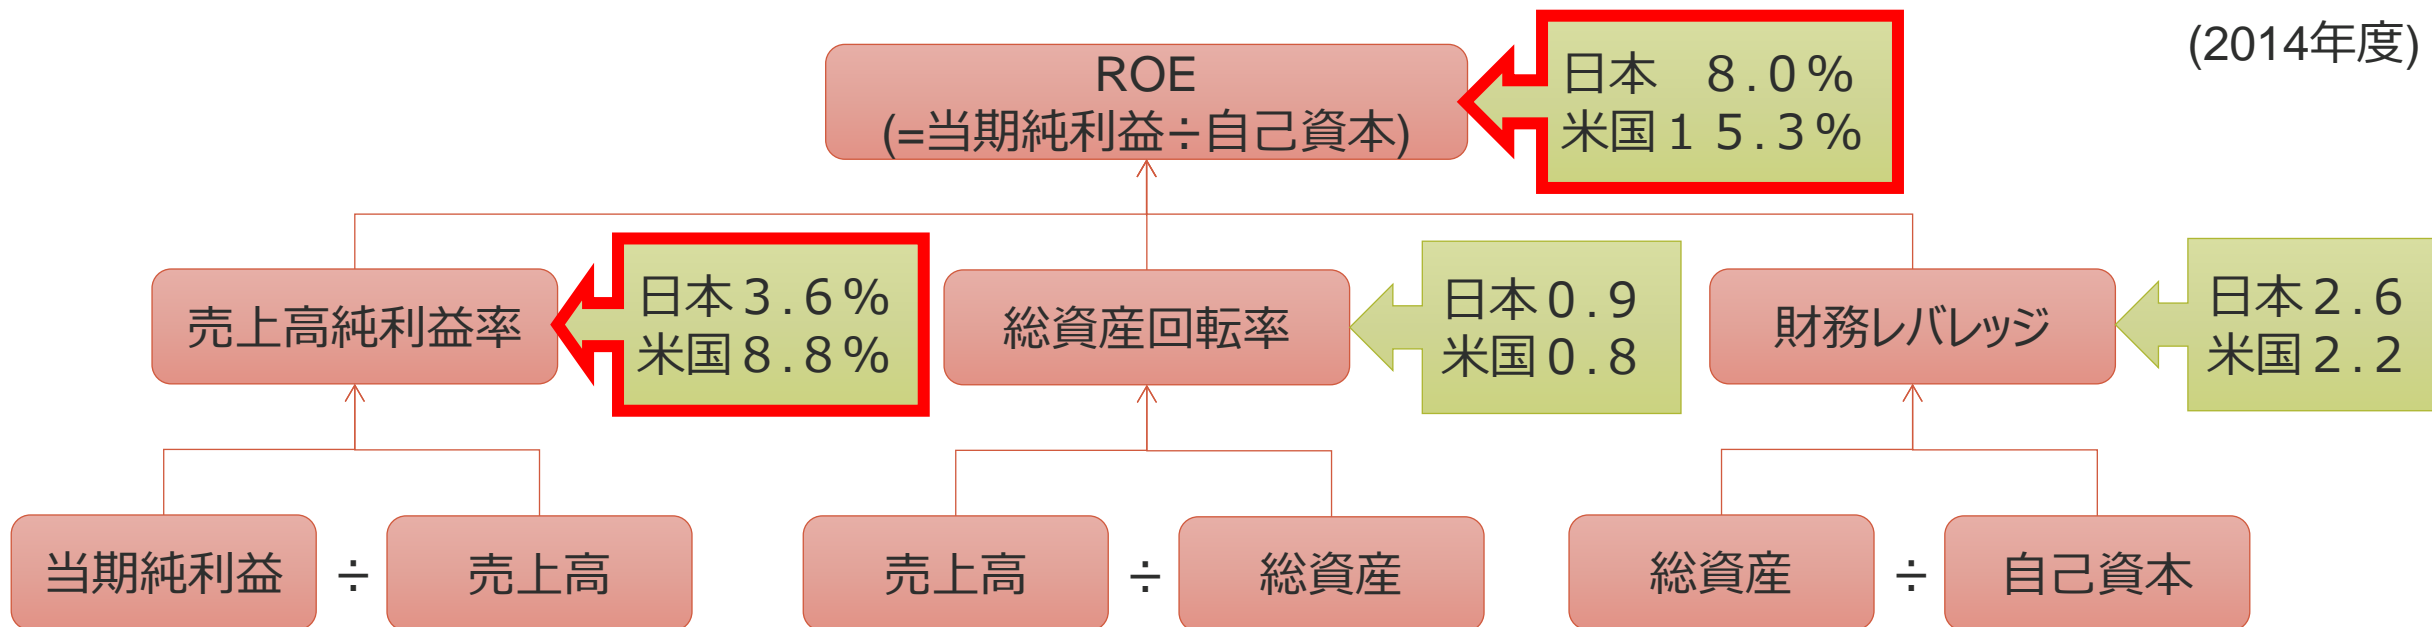 (2014年度)
ROE
(=当期純利益÷自己資本)
日本　８.０％
米国１５.３％
売上高純利益率
日本３.６％
米国８.８％
総資産回転率
日本０.９
米国０.８
財務レバレッジ
日本２.６
米国２.２
当期純利益 ÷ 売上高
売上高 ÷ 総資産
総資産 ÷ 自己資本